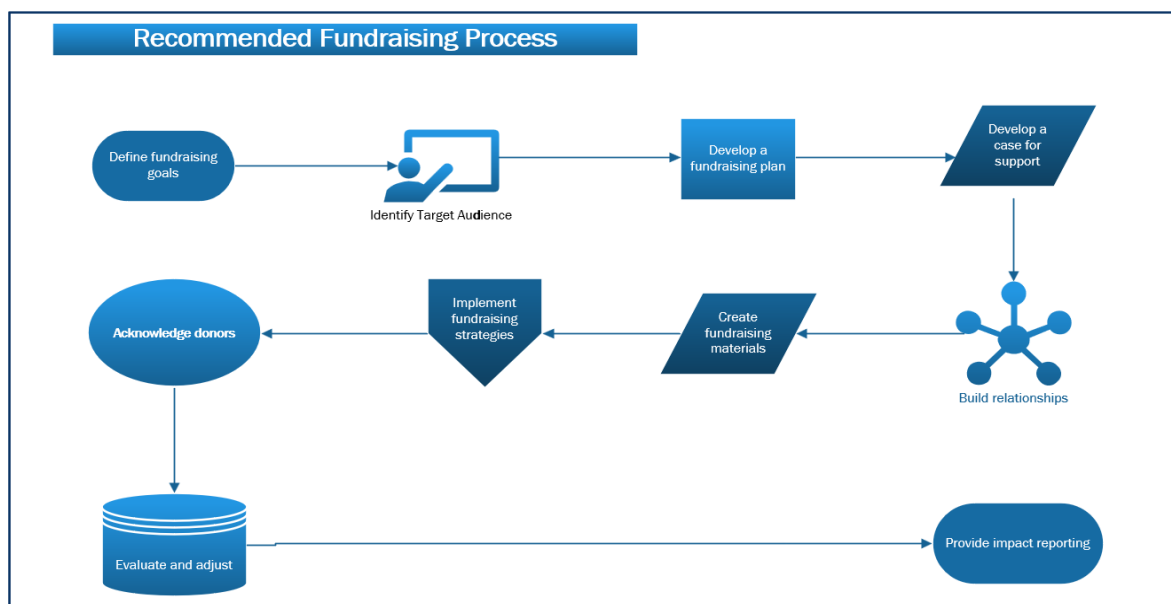 Recommended Fundraising Process
Define fundraising
goals
Identify Target Audience
Develop a
fundraising plan
Develop a
case for
support
Build relationships
Create
fundraising
materials
Implement
fundraising
strategies
Acknowledge donors
Evaluate and adjust
Provide impact reporting